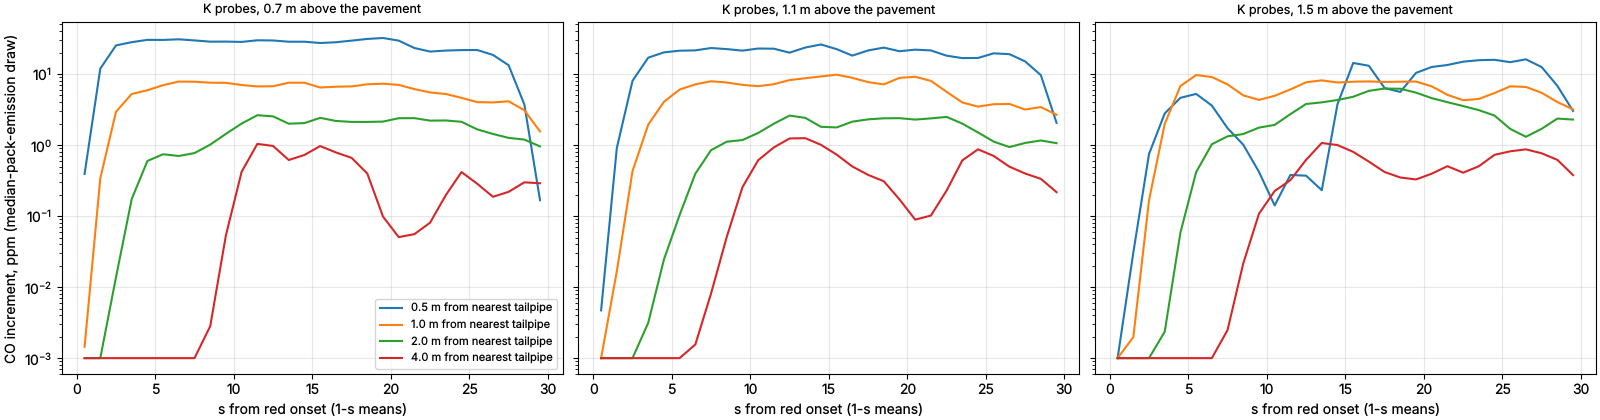 K probes, 0.7 m above the pavement
K probes, 1.1 m above the pavement
K probes, 1.5 m above the pavement
CO increment, ppm (median-pack-emission draw)
10¹
10⁰
10⁻¹
10⁻²
10⁻³
0.5 m from nearest tailpipe
1.0 m from nearest tailpipe
2.0 m from nearest tailpipe
4.0 m from nearest tailpipe
0 5 10 15 20 25 30
0 5 10 15 20 25 30
0 5 10 15 20 25 30
s from red onset (1-s means)
s from red onset (1-s means)
s from red onset (1-s means)